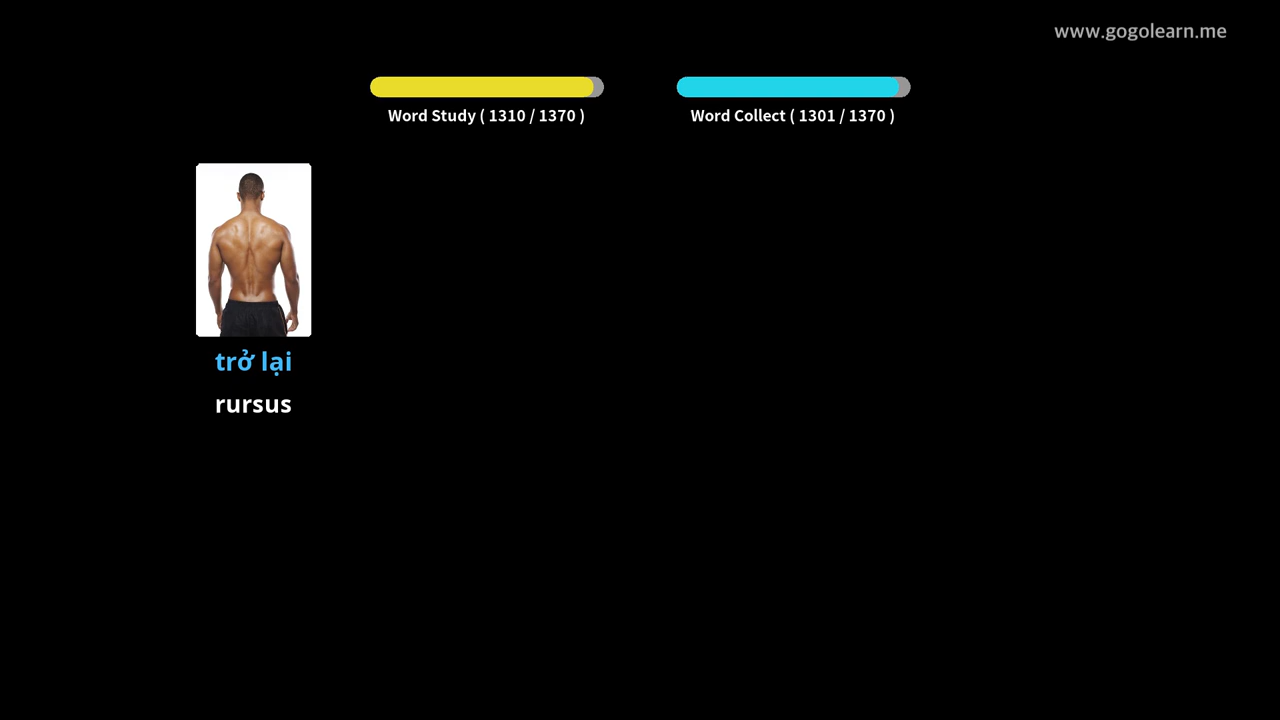 www.gogolearn.me
Word Study ( 1310 / 1370 )
Word Collect ( 1301 / 1370 )
trở lại
rursus